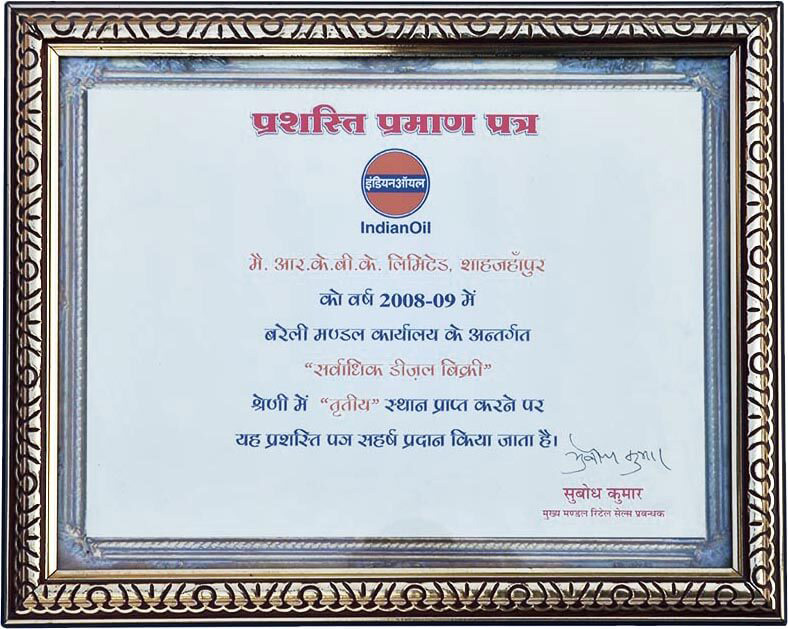 प्रशस्ति प्रमाण पत्र
इंडियनऑयल
IndianOil
मै. आर.के.बी.के. लिमिटेड, शाहजहाँपुर
को वर्ष 2008-09 में
बरेली मण्डल कार्यालय के अन्तर्गत
“सर्वाधिक डीज़ल बिक्री”
श्रेणी में “तृतीय” स्थान प्राप्त करने पर
यह प्रशस्ति पत्र सहर्ष प्रदान किया जाता है।
सुबोध कुमार
सुबोध कुमार
मुख्य मण्डल रिटेल सेल्स प्रबन्धक